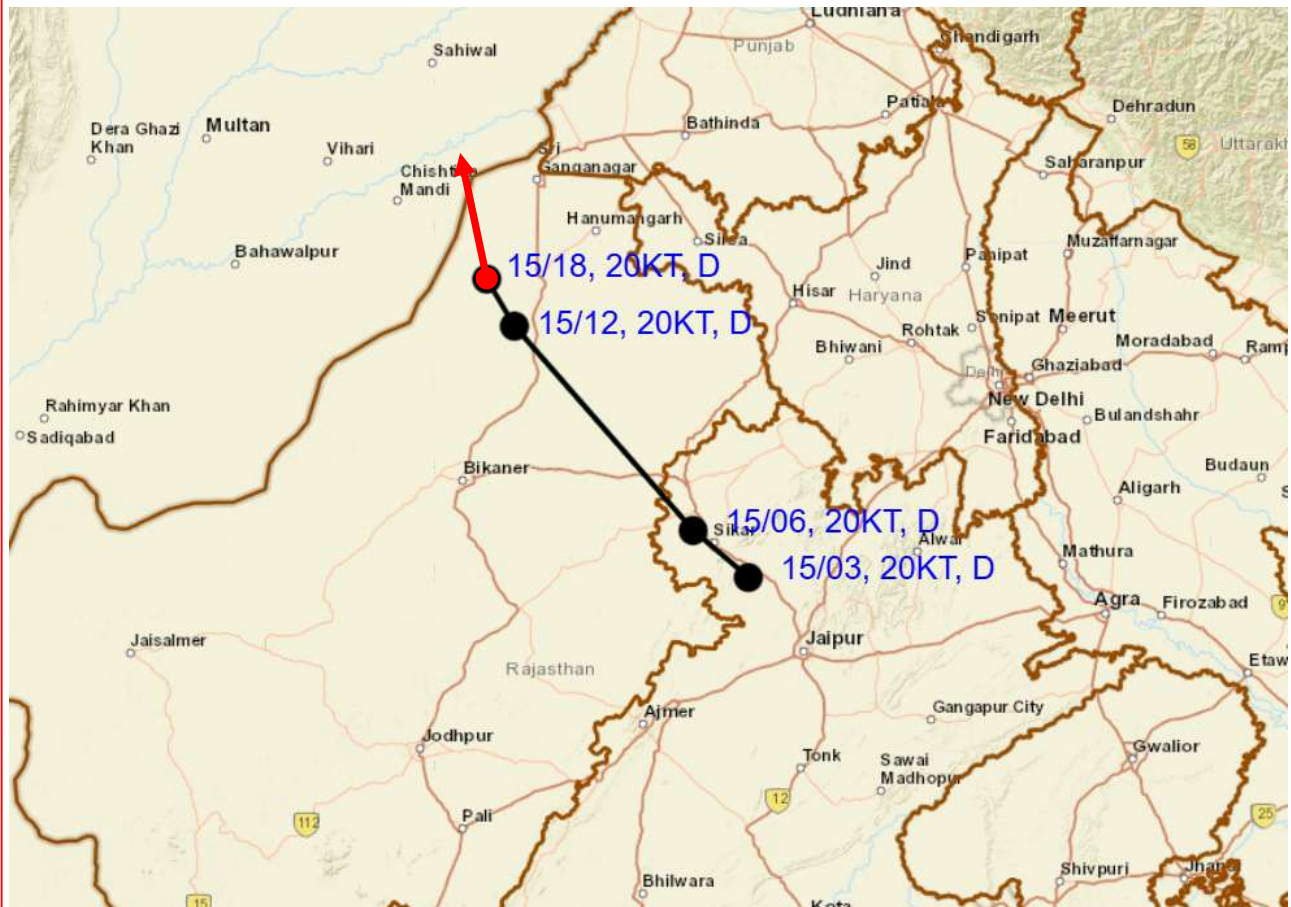 Ludhiana
Chandigarh
Punjab
Sahiwal
Patiala
Dehradun
Dera Ghazi
Khan
Multan
Bathinda
58
Vihari
Sri
Ganganagar
Saharanpur
Chishtian
Mandi
Hanumangarh
Bahawalpur
Sirsa
Muzaffarnagar
Jind
Panipat
15/18, 20KT, D
Hisar
Haryana
15/12, 20KT, D
Rohtak
Sonipat
Meerut
Bhiwani
Moradabad
Delhi
Ghaziabad
New Delhi
Rahimyar Khan
Sadiqabad
Bulandshahr
Faridabad
Bikaner
Budaun
Aligarh
15/06, 20KT, D
Sikar
Alwar
Mathura
15/03, 20KT, D
Agra
Firozabad
Jaisalmer
Jaipur
Rajasthan
Ajmer
Gangapur City
Jodhpur
Gwalior
Tonk
Sawai
Madhopur
12
112
Pali
25
Shivpuri
Bhilwara
15
Kota